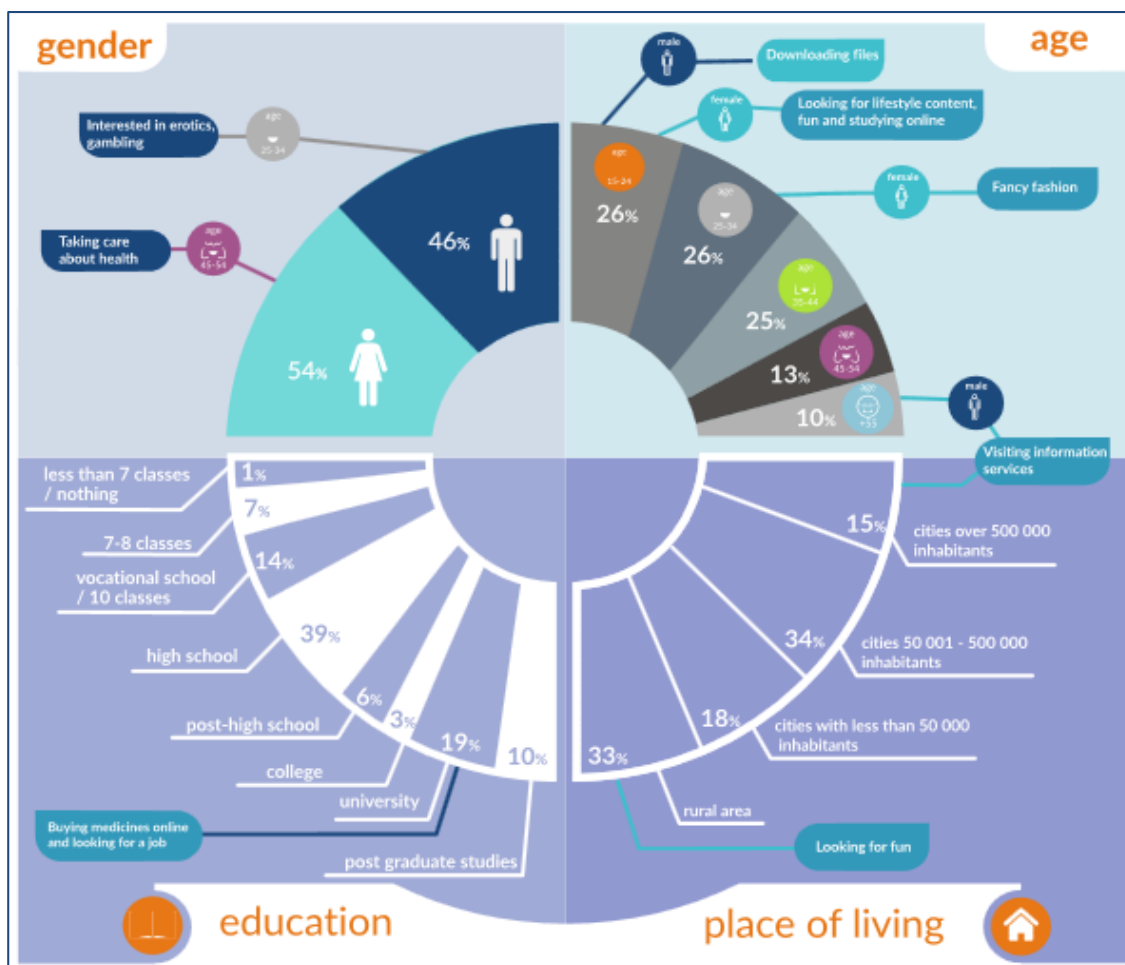 gender
age
male
Downloading files
female
Looking for lifestyle content,
fun and studying online
Interested in erotics,
gambling
age
25-34
female
Fancy fashion
Taking care
about health
age
45-54
46%
54%
age
15-24
26%
age
25-34
26%
age
35-44
25%
age
45-54
13%
age
+55
10%
male
Visiting information
services
less than 7 classes
/ nothing
1%
7-8 classes
7%
vocational school
/ 10 classes
14%
high school
39%
post-high school
6%
college
3%
university
19%
post graduate studies
10%
Buying medicines online
and looking for a job
15%
cities over 500 000
inhabitants
34%
cities 50 001 - 500 000
inhabitants
18%
cities with less than 50 000
inhabitants
33%
rural area
Looking for fun
education
place of living